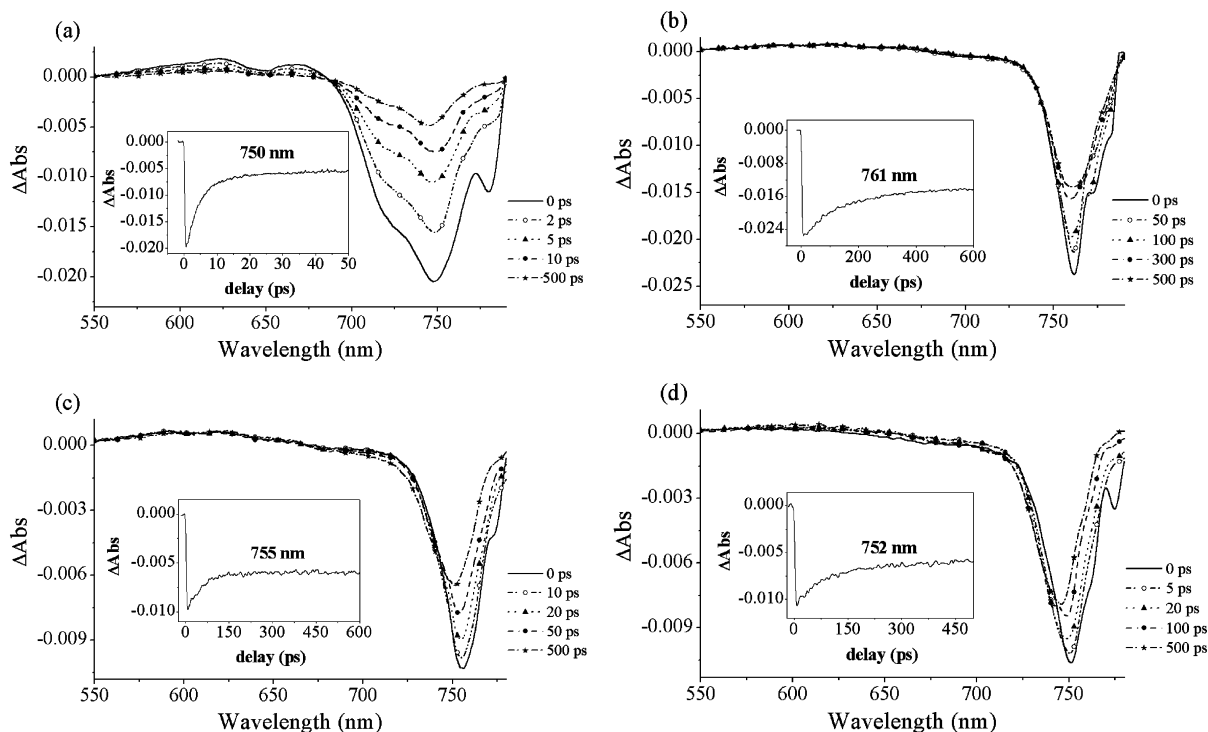 (a)
0.000
-0.005
-0.010
-0.015
-0.020
ΔAbs
550 600 650 700 750
Wavelength (nm)
0.000
-0.005
-0.010
-0.015
-0.020
ΔAbs
750 nm
0 10 20 30 40 50
delay (ps)
0 ps
2 ps
5 ps
10 ps
500 ps
(b)
0.000
-0.005
-0.010
-0.015
-0.020
-0.025
ΔAbs
550 600 650 700 750
Wavelength (nm)
0.000
-0.008
-0.016
-0.024
ΔAbs
761 nm
0 200 400 600
delay (ps)
0 ps
50 ps
100 ps
300 ps
500 ps
(c)
0.000
-0.003
-0.006
-0.009
ΔAbs
550 600 650 700 750
Wavelength (nm)
0.000
-0.005
-0.010
ΔAbs
755 nm
0 150 300 450 600
delay (ps)
0 ps
10 ps
20 ps
50 ps
500 ps
(d)
0.000
-0.003
-0.006
-0.009
ΔAbs
550 600 650 700 750
Wavelength (nm)
0.000
-0.005
-0.010
ΔAbs
752 nm
0 150 300 450
delay (ps)
0 ps
5 ps
20 ps
100 ps
500 ps